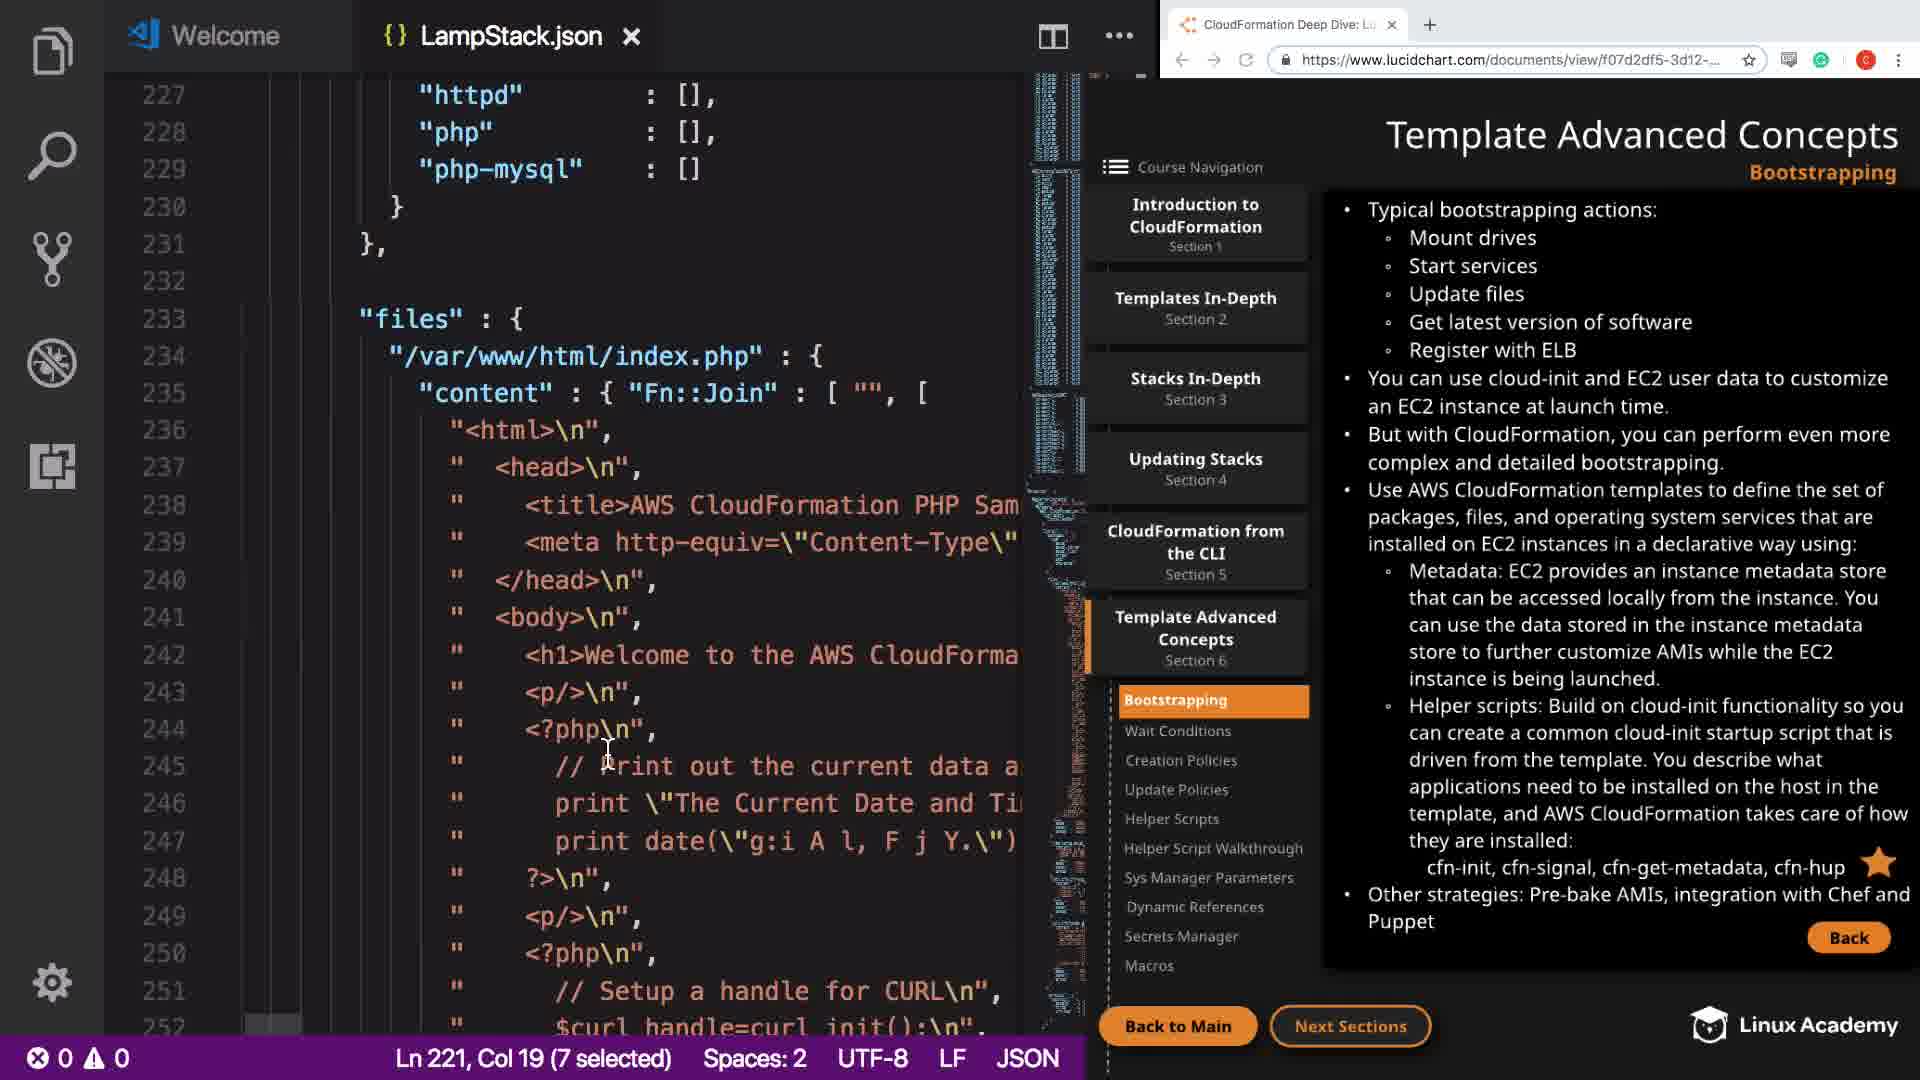 Welcome
{} LampStack.json
227 "httpd" : [],
228 "php" : [],
229 "php-mysql" : []
230 }
231 },
232
233 "files" : {
234 "/var/www/html/index.php" : {
235 "content" : { "Fn::Join" : [ "", [
236 "<html>\n",
237 " <head>\n",
238 " <title>AWS CloudFormation PHP Sam
239 " <meta http-equiv=\"Content-Type\"
240 " </head>\n",
241 " <body>\n",
242 " <h1>Welcome to the AWS CloudForma
243 " <p/>\n",
244 " <?php\n",
245 " // Print out the current data a
246 " print \"The Current Date and Ti
247 " print date(\"g:i A l, F j Y.\")
248 " ?>\n",
249 " <p/>\n",
250 " <?php\n",
251 " // Setup a handle for CURL\n",
252 " $curl_handle=curl_init();\n",
0 0 Ln 221, Col 19 (7 selected) Spaces: 2 UTF-8 LF JSON
CloudFormation Deep Dive: Lu
https://www.lucidchart.com/documents/view/f07d2df5-3d12-...
C
Template Advanced Concepts
Bootstrapping
Course Navigation
Introduction to
CloudFormation
Section 1
Templates In-Depth
Section 2
Stacks In-Depth
Section 3
Updating Stacks
Section 4
CloudFormation from
the CLI
Section 5
Template Advanced
Concepts
Section 6
Bootstrapping
Wait Conditions
Creation Policies
Update Policies
Helper Scripts
Helper Script Walkthrough
Sys Manager Parameters
Dynamic References
Secrets Manager
Macros
• Typical bootstrapping actions:
◦ Mount drives
◦ Start services
◦ Update files
◦ Get latest version of software
◦ Register with ELB
• You can use cloud-init and EC2 user data to customize
an EC2 instance at launch time.
• But with CloudFormation, you can perform even more
complex and detailed bootstrapping.
• Use AWS CloudFormation templates to define the set of
packages, files, and operating system services that are
installed on EC2 instances in a declarative way using:
◦ Metadata: EC2 provides an instance metadata store
that can be accessed locally from the instance. You
can use the data stored in the instance metadata
store to further customize AMIs while the EC2
instance is being launched.
◦ Helper scripts: Build on cloud-init functionality so you
can create a common cloud-init startup script that is
driven from the template. You describe what
applications need to be installed on the host in the
template, and AWS CloudFormation takes care of how
they are installed:
cfn-init, cfn-signal, cfn-get-metadata, cfn-hup
• Other strategies: Pre-bake AMIs, integration with Chef and
Puppet
Back
Back to Main
Next Sections
Linux Academy